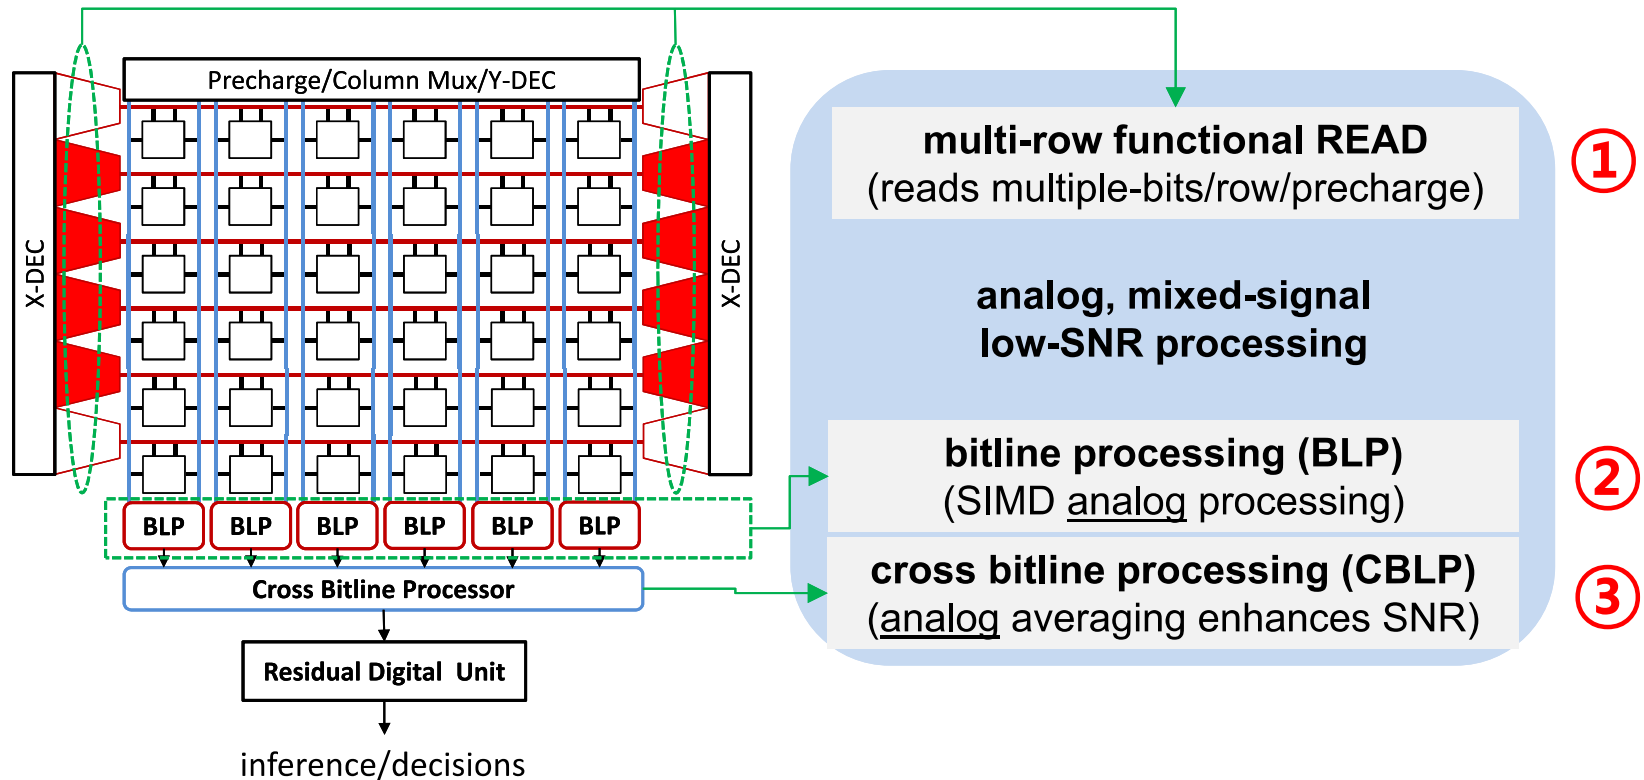 Precharge/Column Mux/Y-DEC
X-DEC
X-DEC
BLP BLP BLP BLP BLP BLP
Cross Bitline Processor
Residual Digital Unit
inference/decisions
multi-row functional READ
(reads multiple-bits/row/precharge)
1
analog, mixed-signal
low-SNR processing
bitline processing (BLP)
(SIMD analog processing)
2
cross bitline processing (CBLP)
(analog averaging enhances SNR)
3